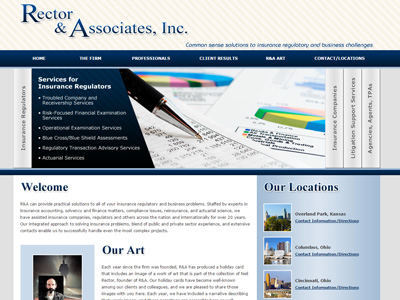 Rector
& Associates, Inc.
Common sense solutions to insurance regulatory and business challenges
HOME THE FIRM PROFESSIONALS CLIENT RESULTS R&A ART CONTACT/LOCATIONS
Insurance Regulators
Services for
Insurance Regulators
• Troubled Company and
Receivership Services
• Risk-Focused Financial Examination
Services
• Operational Examination Services
• Blue Cross/Blue Shield Assessments
• Regulatory Transaction Advisory Services
• Actuarial Services
Insurance Companies
Litigation Support Services
Agencies, Agents, TPAs
Welcome
R&A can provide practical solutions to all of your insurance regulatory and business problems. Staffed by experts in
insurance accounting, solvency and finance matters, compliance issues, reinsurance, and actuarial science, we
have assisted insurance companies, regulators and others across the nation and internationally for over 20 years.
Our integrated approach to solving insurance problems, blend of public and private sector experience, and extensive
contacts enable us to successfully handle even the most complex projects.
Our Art
Each year since the firm was founded, R&A has produced a holiday card
that includes an image of a work of art that is part of the collection of Neil
Rector, founder of R&A. Our holiday cards have become well-known
among our clients and colleagues, and we are pleased to share those
images with you here. Each year, we have included a narrative describing
Our Locations
Overland Park, Kansas
Contact Information/Directions
Columbus, Ohio
Contact Information/Directions
Cincinnati, Ohio
Contact Information/Directions